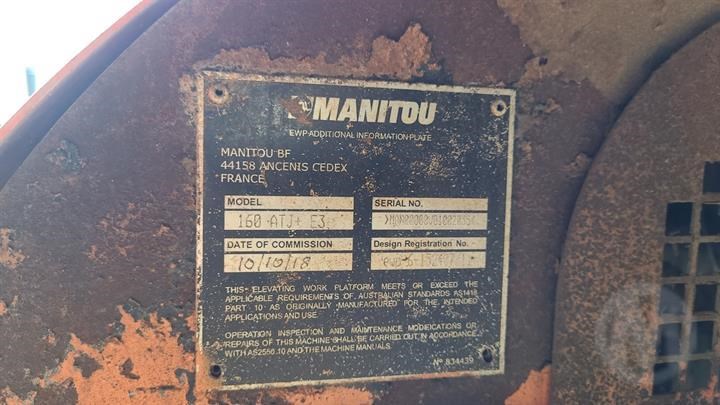 MANITOU
EWP ADDITIONAL INFORMATION PLATE
MANITOU BF
44158 ANCENIS CEDEX
FRANCE
MODEL
160 ATJ+ E3
SERIAL NO.
DATE OF COMMISSION
10/10/18
Design Registration No.
THIS ELEVATING WORK PLATFORM MEETS OR EXCEED THE
APPLICABLE REQUIREMENTS OF AUSTRALIAN STANDARDS AS1418
PART 10 AS ORIGINALLY MANUFACTURED FOR THE INTENDED
APPLICATIONS AND USE.
OPERATION INSPECTION AND MAINTENANCE MODIFICATIONS OR
REPAIRS OF THIS MACHINE SHALL BE CARRIED OUT IN ACCORDANCE
WITH AS2550.10 AND THE MACHINE MANUALS.
N° 834439